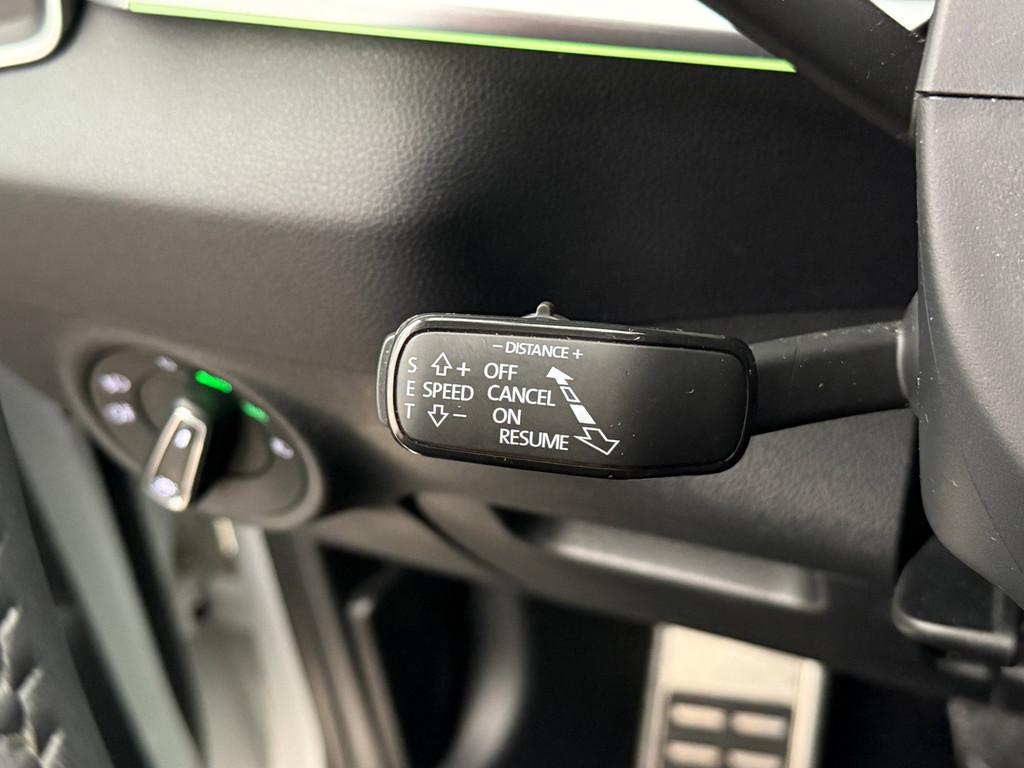 − DISTANCE +
S + OFF
E SPEED CANCEL
T − ON
RESUME